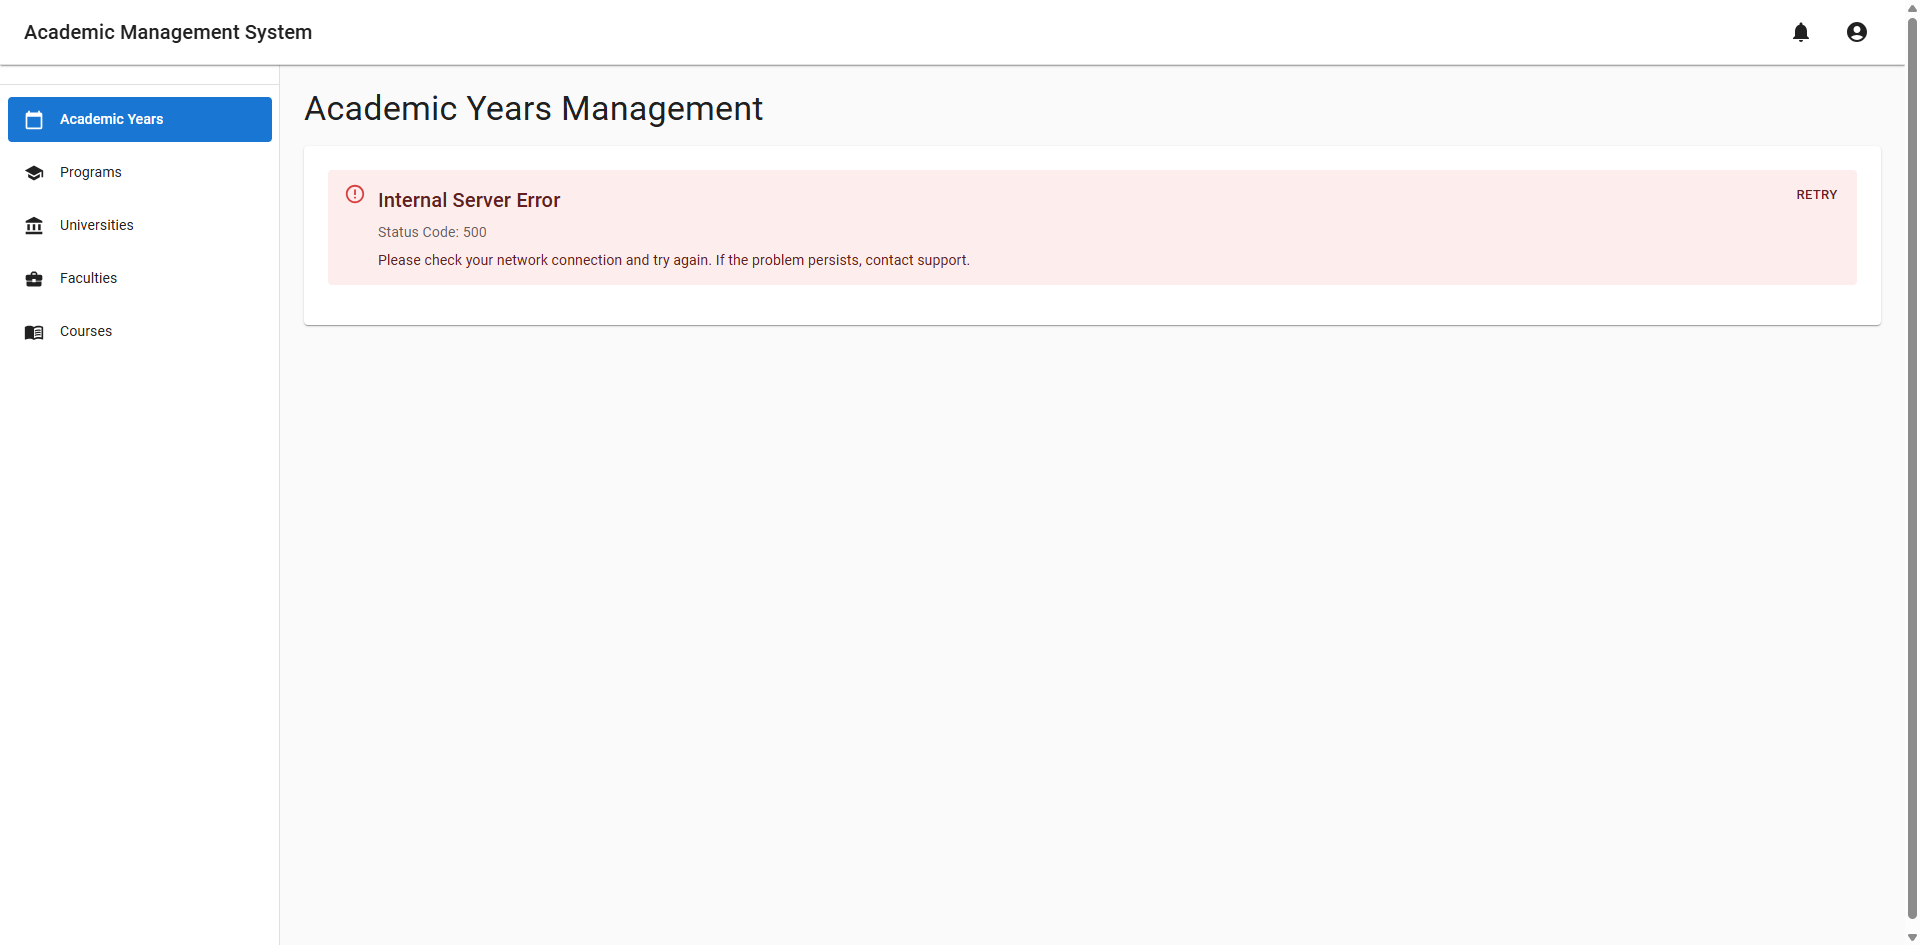 Academic Management System
Academic Years
Programs
Universities
Faculties
Courses
Academic Years Management
Internal Server Error
RETRY
Status Code: 500
Please check your network connection and try again. If the problem persists, contact support.